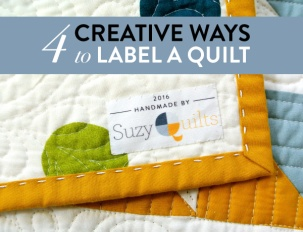 4 CREATIVE WAYS
to LABEL A QUILT
2016
HANDMADE BY
Suzy Quilts